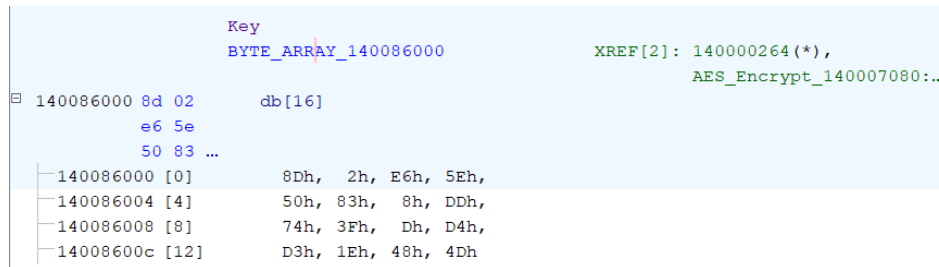 Key
BYTE_ARRAY_140086000 XREF[2]: 140000264(*),
AES_Encrypt_140007080:..
140086000 8d 02 db[16]
e6 5e
50 83 ...
140086000 [0] 8Dh, 2h, E6h, 5Eh,
140086004 [4] 50h, 83h, 8h, DDh,
140086008 [8] 74h, 3Fh, Dh, D4h,
14008600c [12] D3h, 1Eh, 48h, 4Dh